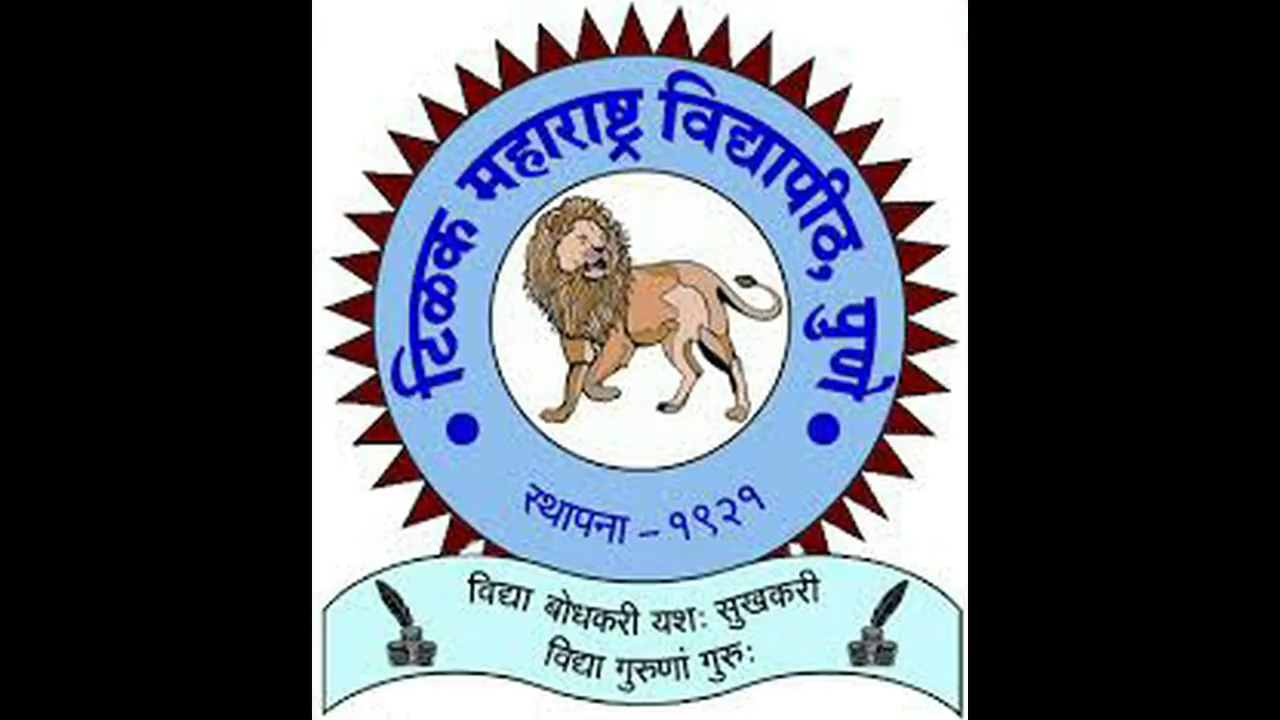 टिळक महाराष्ट्र विद्यापीठ, पुणे
स्थापना - १९२१
विद्या बोधकरी यशः सुखकरी
विद्या गुरुणां गुरुः